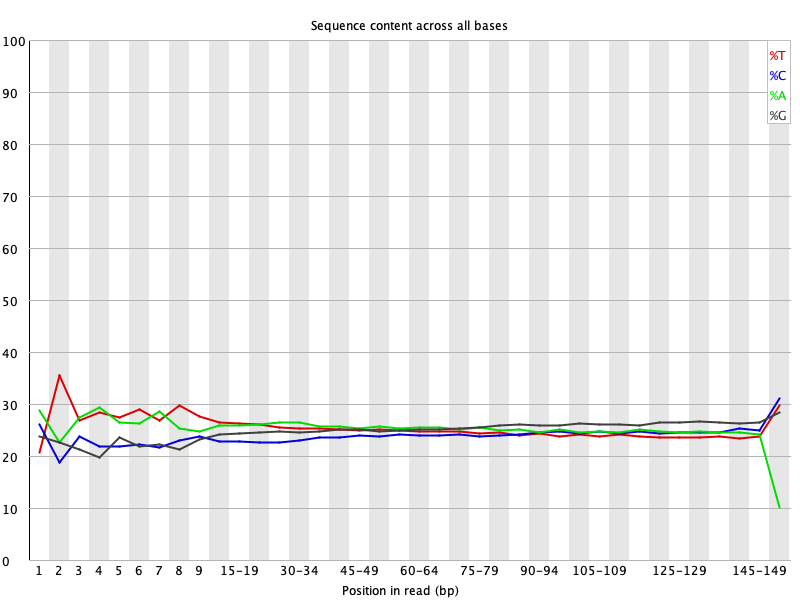 Sequence content across all bases
100
90
80
70
60
50
40
30
20
10
0
%T
%C
%A
%G
1 2 3 4 5 6 7 8 9 15-19 30-34 45-49 60-64 75-79 90-94 105-109 125-129 145-149
Position in read (bp)